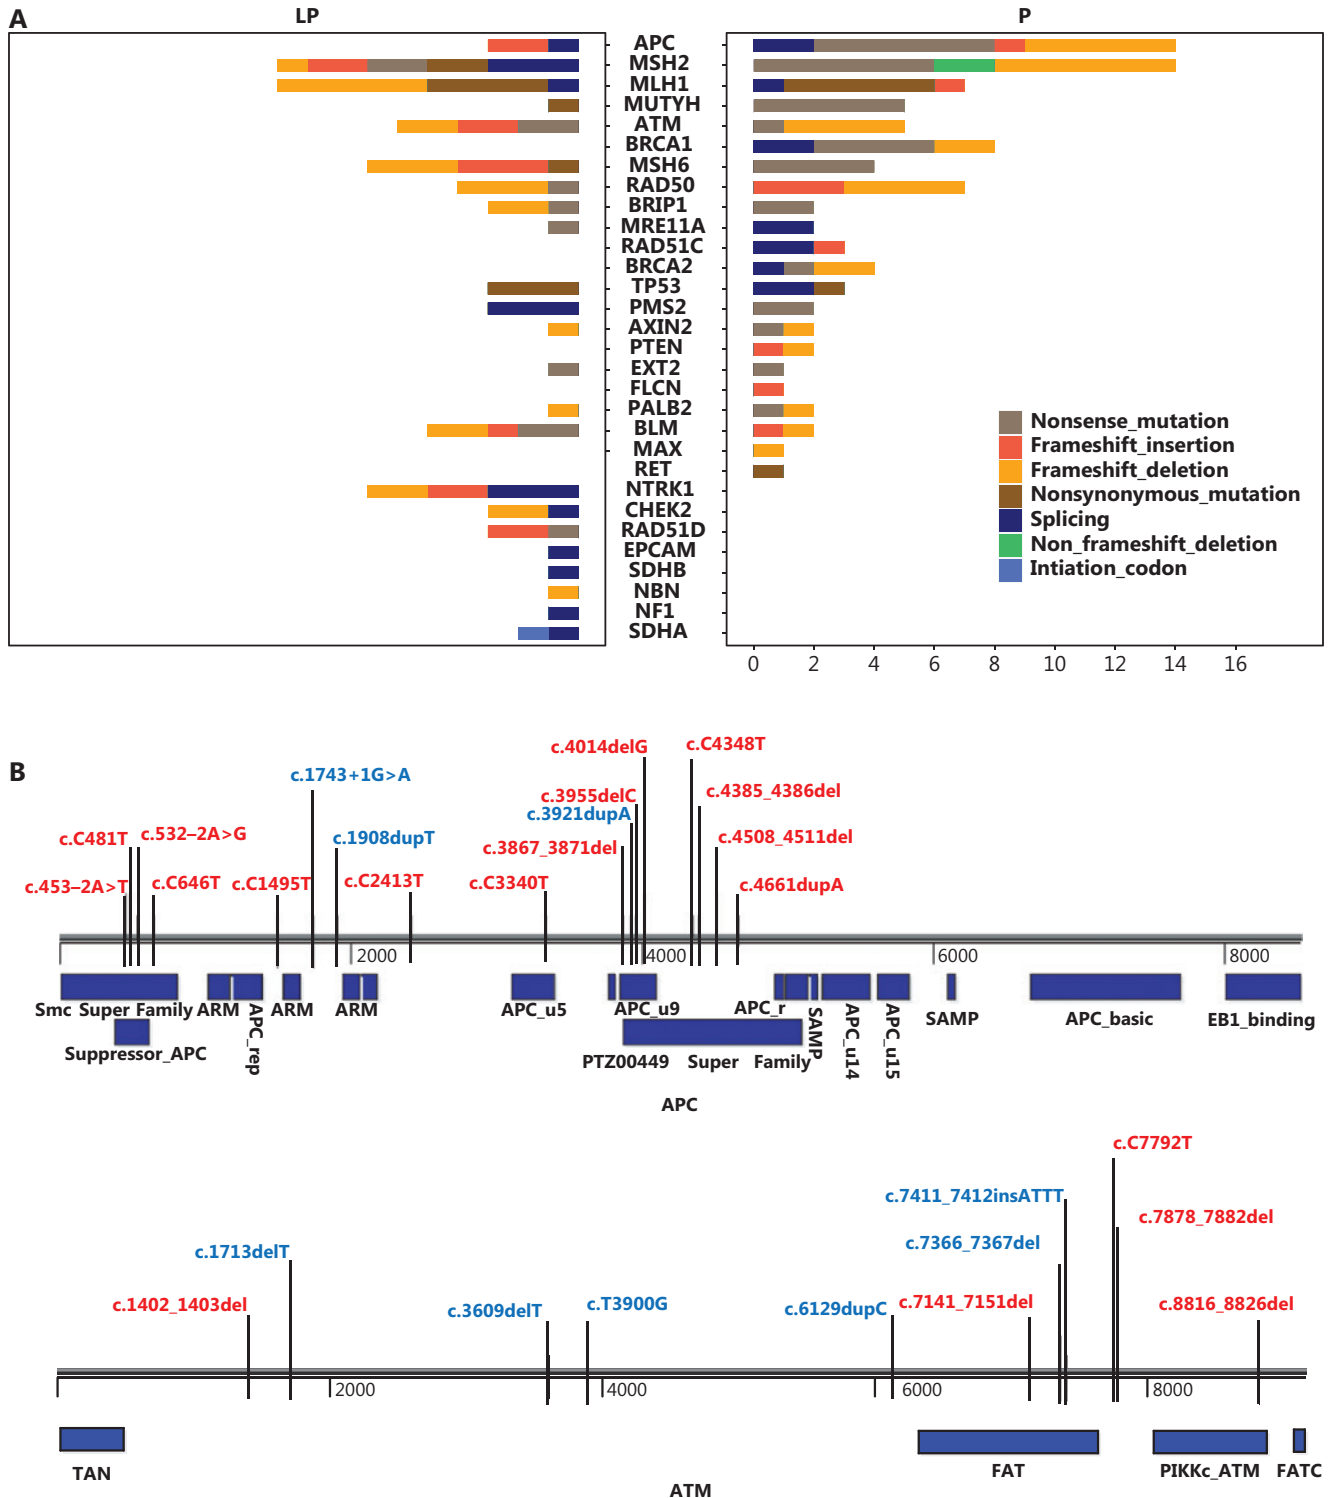 A
LP
P
APC
MSH2
MLH1
MUTYH
ATM
BRCA1
MSH6
RAD50
BRIP1
MRE11A
RAD51C
BRCA2
TP53
PMS2
AXIN2
PTEN
EXT2
FLCN
PALB2
BLM
MAX
RET
NTRK1
CHEK2
RAD51D
EPCAM
SDHB
NBN
NF1
SDHA
Nonsense_mutation
Frameshift_insertion
Frameshift_deletion
Nonsynonymous_mutation
Splicing
Non_frameshift_deletion
Intiation_codon
0 2 4 6 8 10 12 14 16
B
c.4014delG
c.C4348T
c.1743+1G>A
c.3955delC
c.4385_4386del
c.3921dupA
c.C481T
c.532–2A>G
c.1908dupT
c.3867_3871del
c.4508_4511del
c.453–2A>T
c.C646T
c.C1495T
c.C2413T
c.C3340T
c.4661dupA
2000 4000 6000 8000
Smc Super Family
ARM
APC_rep
ARM
ARM
APC_u5
APC_u9
APC_r
SAMP
APC_u14
APC_u15
SAMP
APC_basic
EB1_binding
Suppressor_APC
PTZ00449 Super Family
APC
c.C7792T
c.7411_7412insATTT
c.7878_7882del
c.7366_7367del
c.1713delT
c.1402_1403del
c.3609delT
c.T3900G
c.6129dupC
c.7141_7151del
c.8816_8826del
2000 4000 6000 8000
TAN
FAT
PIKKc_ATM
FATC
ATM